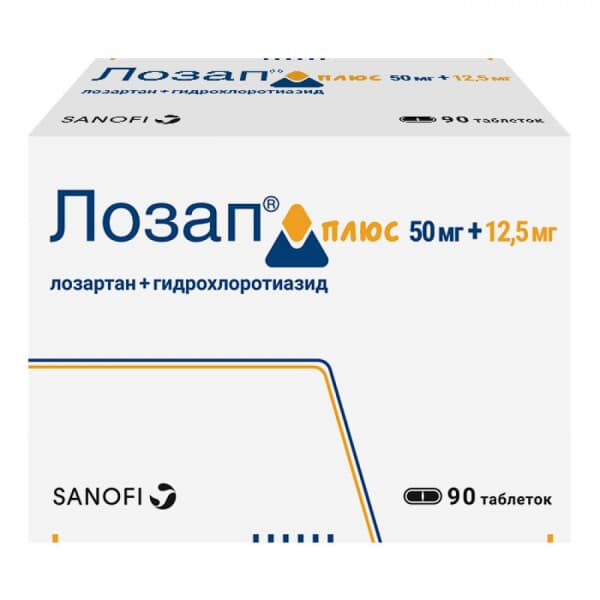 Лозап® плюс 50 мг + 12,5 мг
лозартан + гидрохлоротиазид
SANOFI 90 таблеток
Лозап® плюс 50 мг + 12,5 мг
лозартан + гидрохлоротиазид
SANOFI 90 таблеток